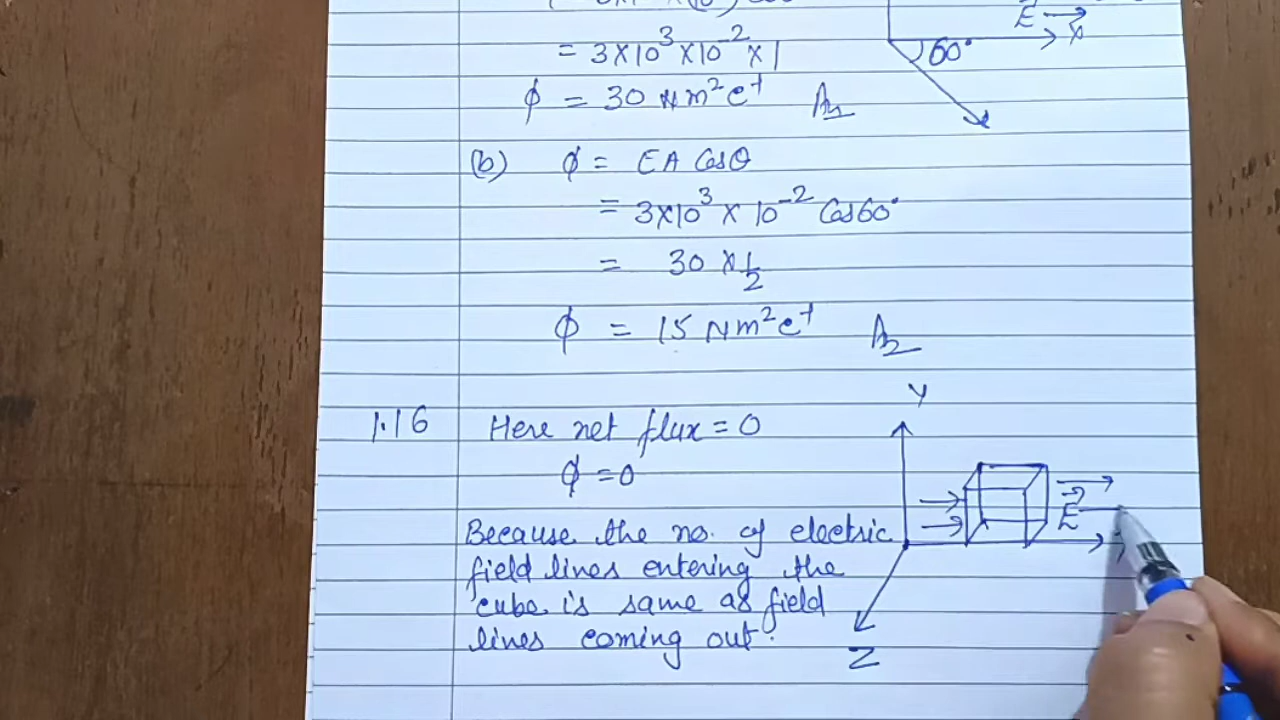 = 3×10³×10⁻²×1
ϕ = 30 Nm²C⁻¹ Ans
E⃗ X
60°
(b) ϕ = EA Cosθ
= 3×10³ × 10⁻² Cos60°
= 30 × 1/2
ϕ = 15 Nm²C⁻¹ Ans
1.16 Here net flux = 0
ϕ = 0
Because the no. of electric
field lines entering the
cube is same as field
lines coming out.
Y
E⃗
Z